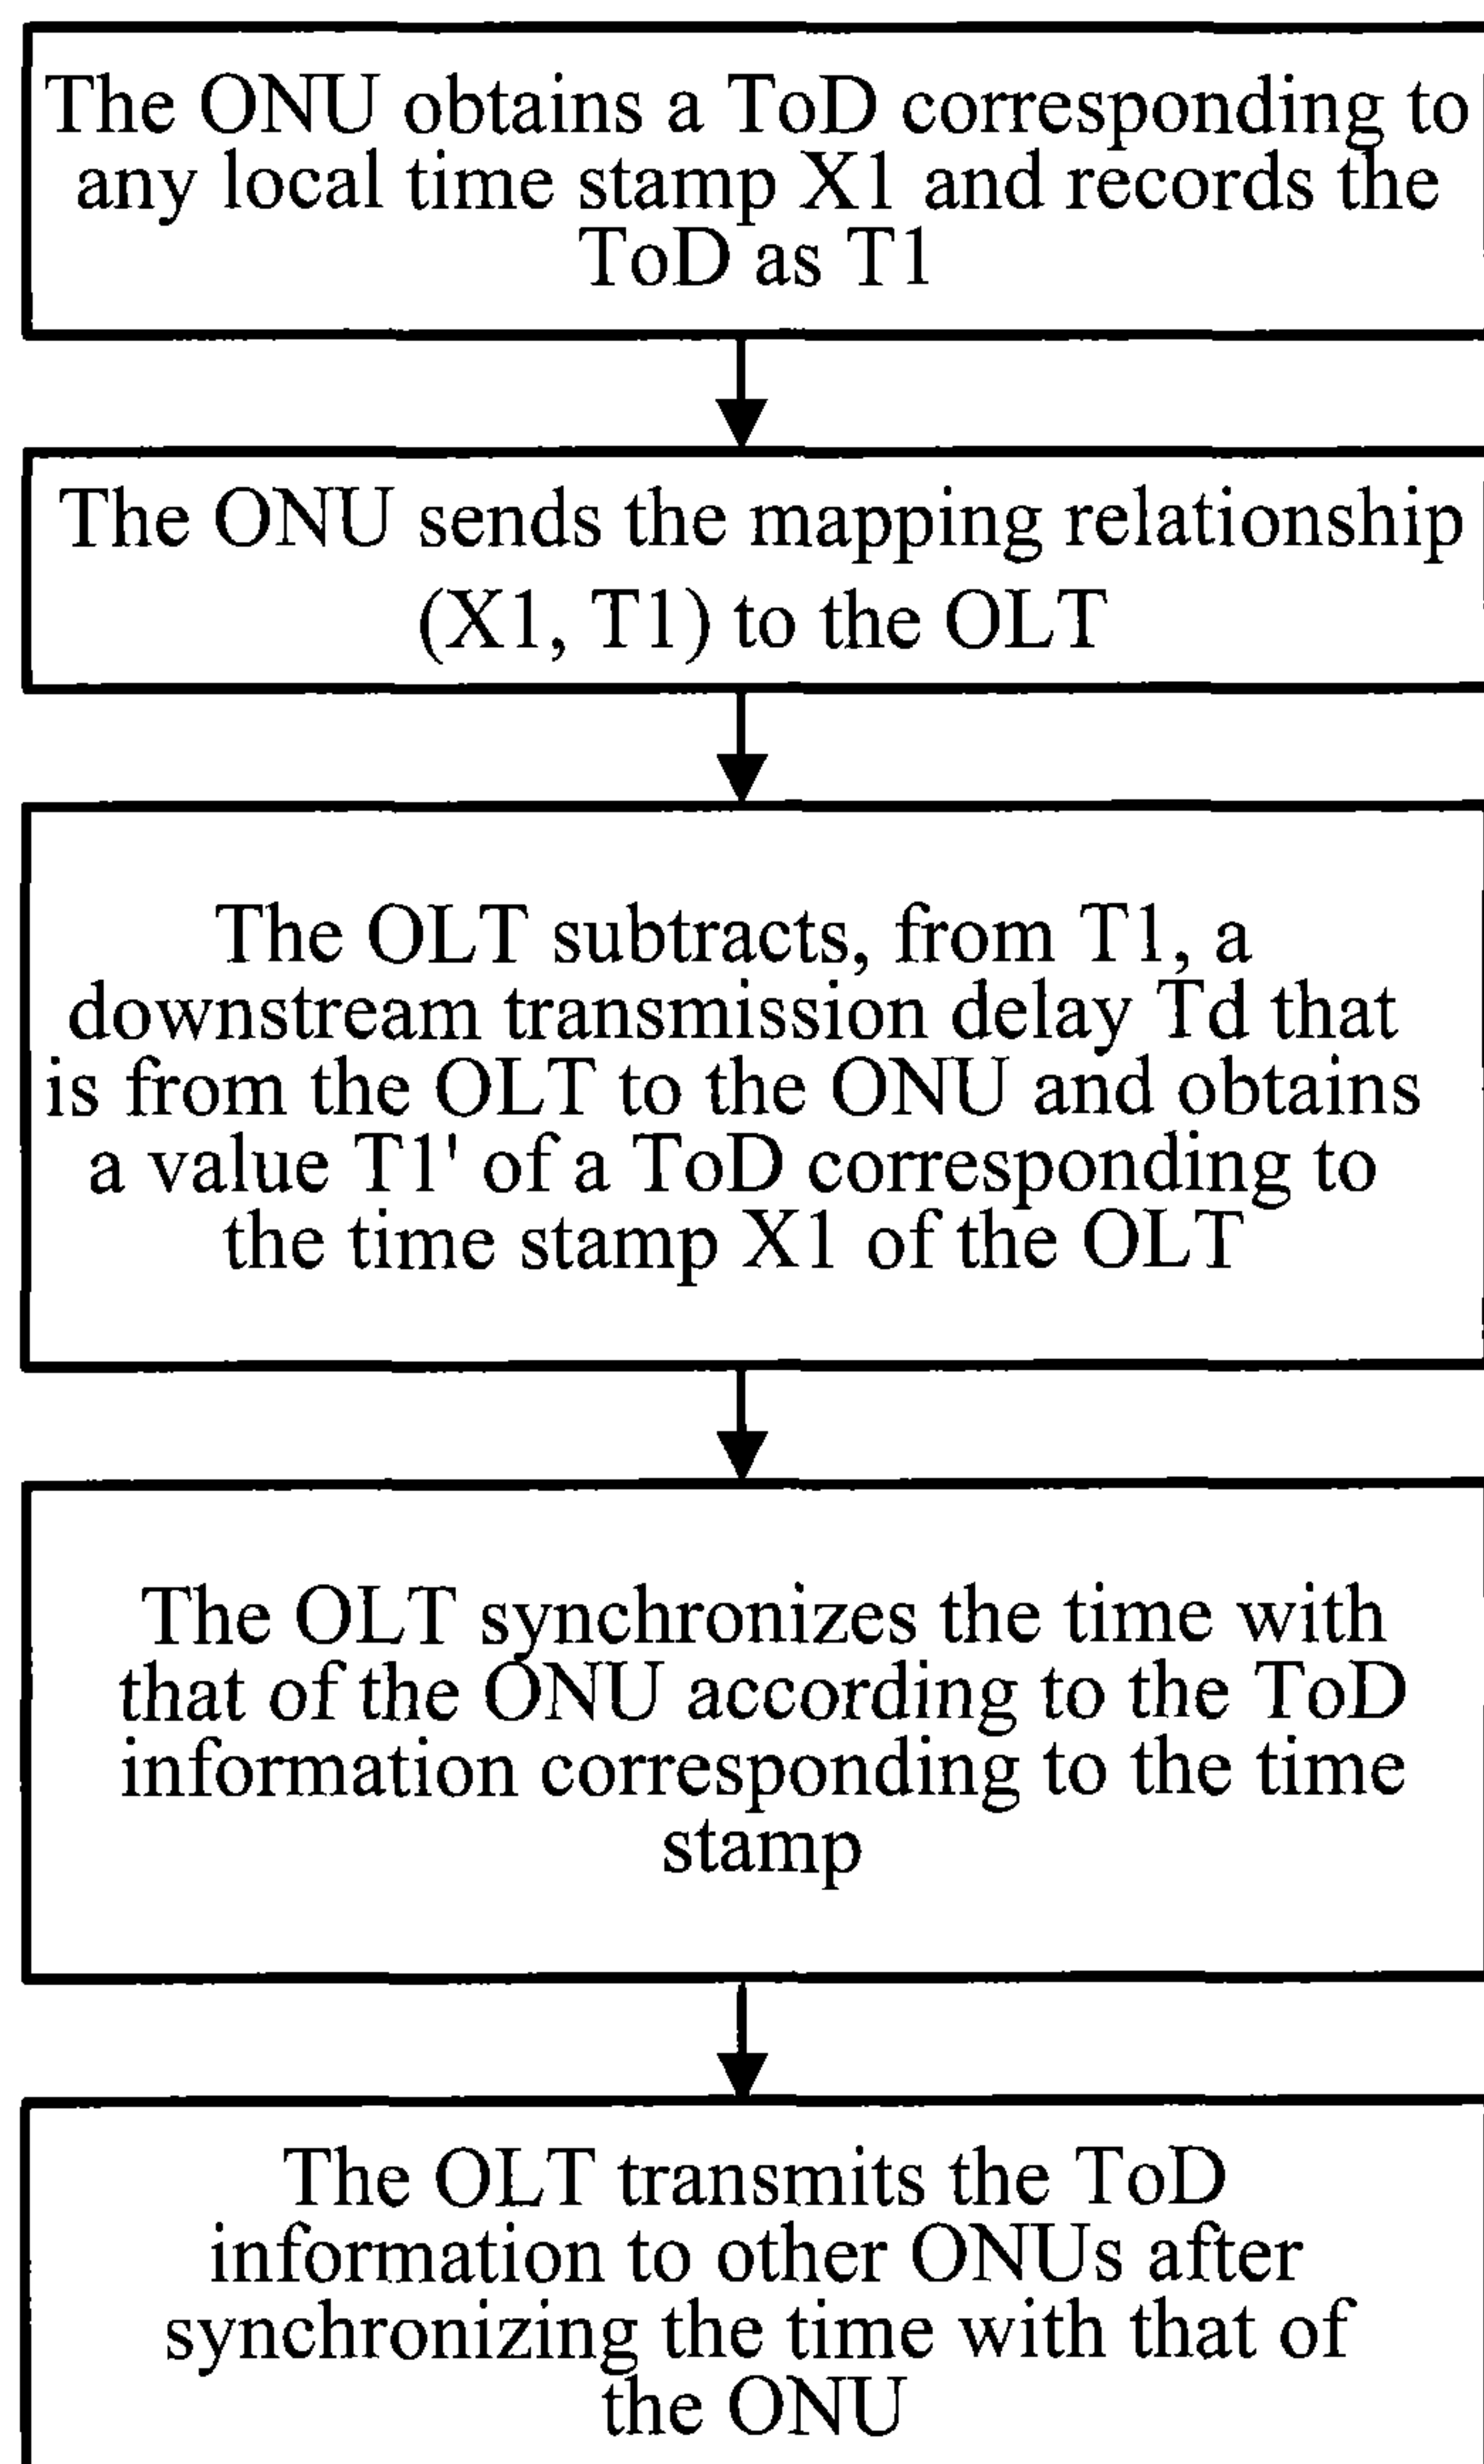 The ONU obtains a ToD corresponding to
any local time stamp X1 and records the
ToD as T1
The ONU sends the mapping relationship
(X1, T1) to the OLT
The OLT subtracts, from T1, a
downstream transmission delay Td that
is from the OLT to the ONU and obtains
a value T1' of a ToD corresponding to
the time stamp X1 of the OLT
The OLT synchronizes the time with
that of the ONU according to the ToD
information corresponding to the time
stamp
The OLT transmits the ToD
information to other ONUs after
synchronizing the time with that of
the ONU